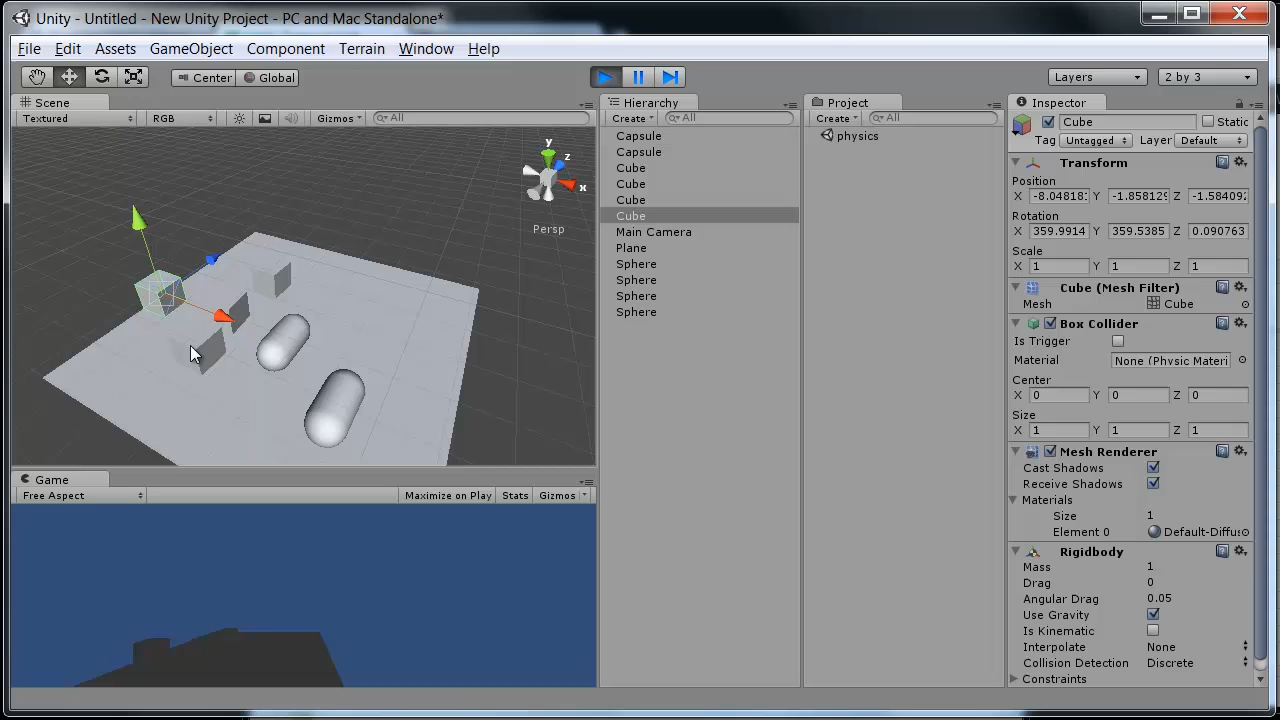 Unity - Untitled - New Unity Project - PC and Mac Standalone*
File Edit Assets GameObject Component Terrain Window Help
Center Global Layers 2 by 3
Scene
Textured RGB Gizmos All
y
z
x
Persp
Game
Free Aspect Maximize on Play Stats Gizmos
Hierarchy
Create All
Capsule
Capsule
Cube
Cube
Cube
Cube
Main Camera
Plane
Sphere
Sphere
Sphere
Sphere
Project
Create All
physics
Inspector
Cube Static
Tag Untagged Layer Default
Transform
Position
X -8.04818 Y -1.858129 Z -1.58409
Rotation
X 359.9914 Y 359.5385 Z 0.090763
Scale
X 1 Y 1 Z 1
Cube (Mesh Filter)
Mesh Cube
Box Collider
Is Trigger
Material None (Physic Materi
Center
X 0 Y 0 Z 0
Size
X 1 Y 1 Z 1
Mesh Renderer
Cast Shadows
Receive Shadows
Materials
Size 1
Element 0 Default-Diffu
Rigidbody
Mass 1
Drag 0
Angular Drag 0.05
Use Gravity
Is Kinematic
Interpolate None
Collision Detection Discrete
Constraints